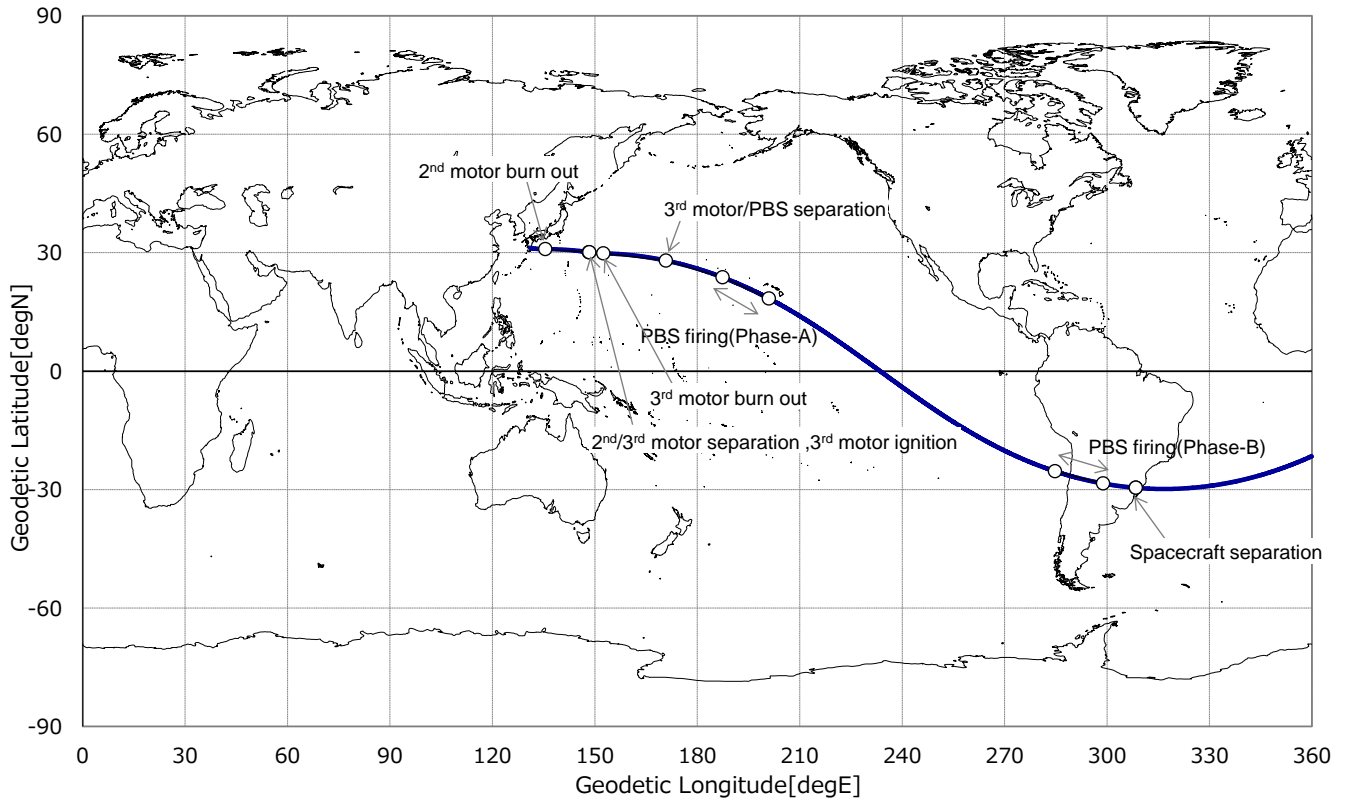 90
60
30
0
-30
-60
-90
Geodetic Latitude[degN]
2nd motor burn out
3rd motor/PBS separation
PBS firing(Phase-A)
3rd motor burn out
2nd/3rd motor separation ,3rd motor ignition
PBS firing(Phase-B)
Spacecraft separation
0 30 60 90 120 150 180 210 240 270 300 330 360
Geodetic Longitude[degE]